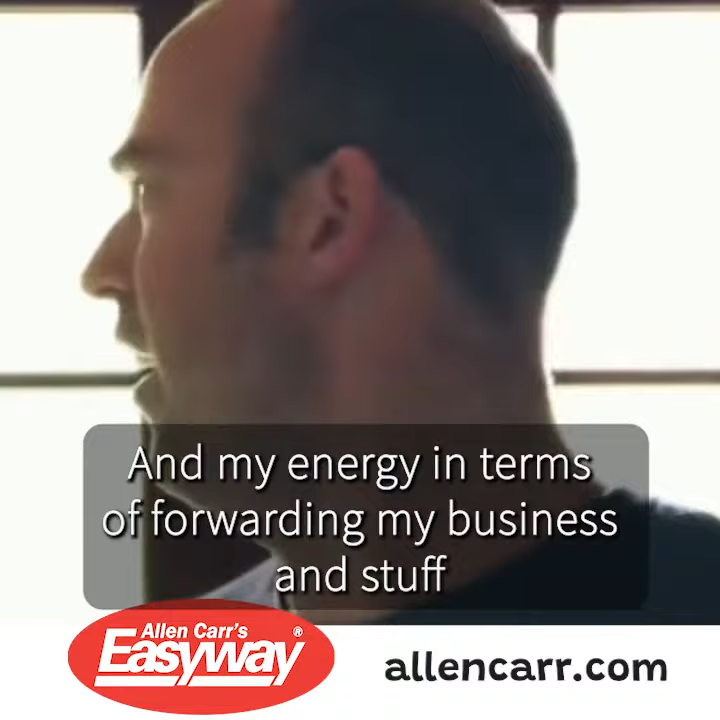 And my energy in terms
of forwarding my business
and stuff
Allen Carr's ®
Easyway
allencarr.com